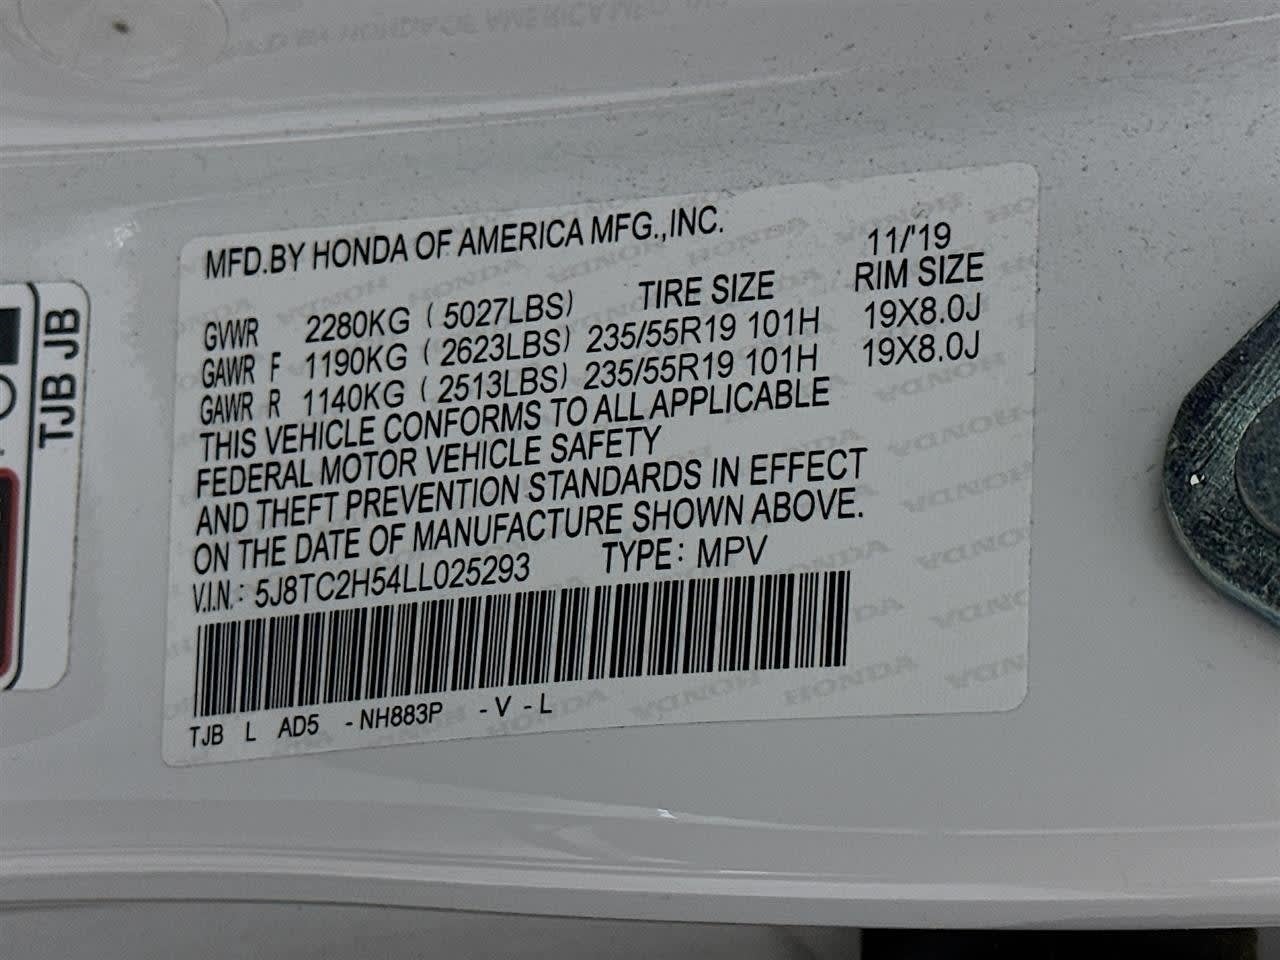 MFD.BY HONDA OF AMERICA MFG.,INC.
11/'19
GVWR 2280KG ( 5027LBS) TIRE SIZE RIM SIZE
GAWR F 1190KG ( 2623LBS) 235/55R19 101H 19X8.0J
GAWR R 1140KG ( 2513LBS) 235/55R19 101H 19X8.0J
THIS VEHICLE CONFORMS TO ALL APPLICABLE
FEDERAL MOTOR VEHICLE SAFETY
AND THEFT PREVENTION STANDARDS IN EFFECT
ON THE DATE OF MANUFACTURE SHOWN ABOVE.
V.I.N.: 5J8TC2H54LL025293 TYPE: MPV
TJB L AD5 -NH883P -V -L
TJB JB